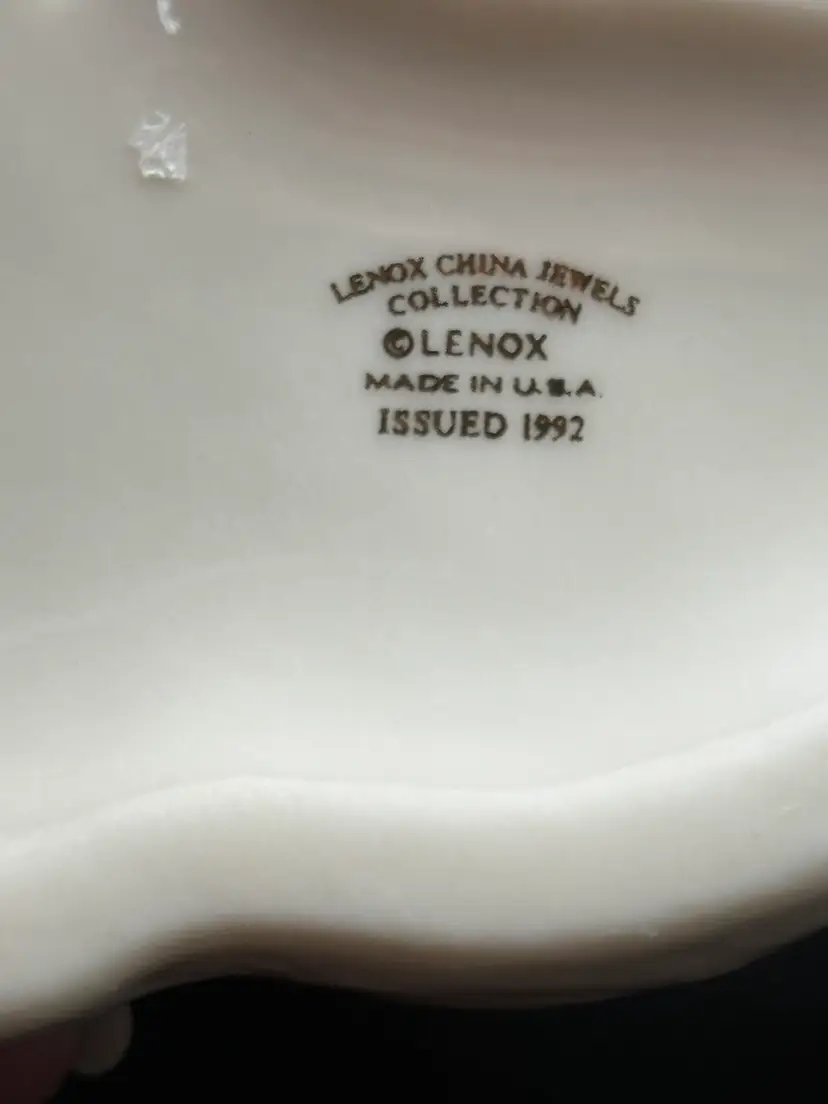 LENOX CHINA JEWELS
COLLECTION
©LENOX
MADE IN U.S.A.
ISSUED 1992